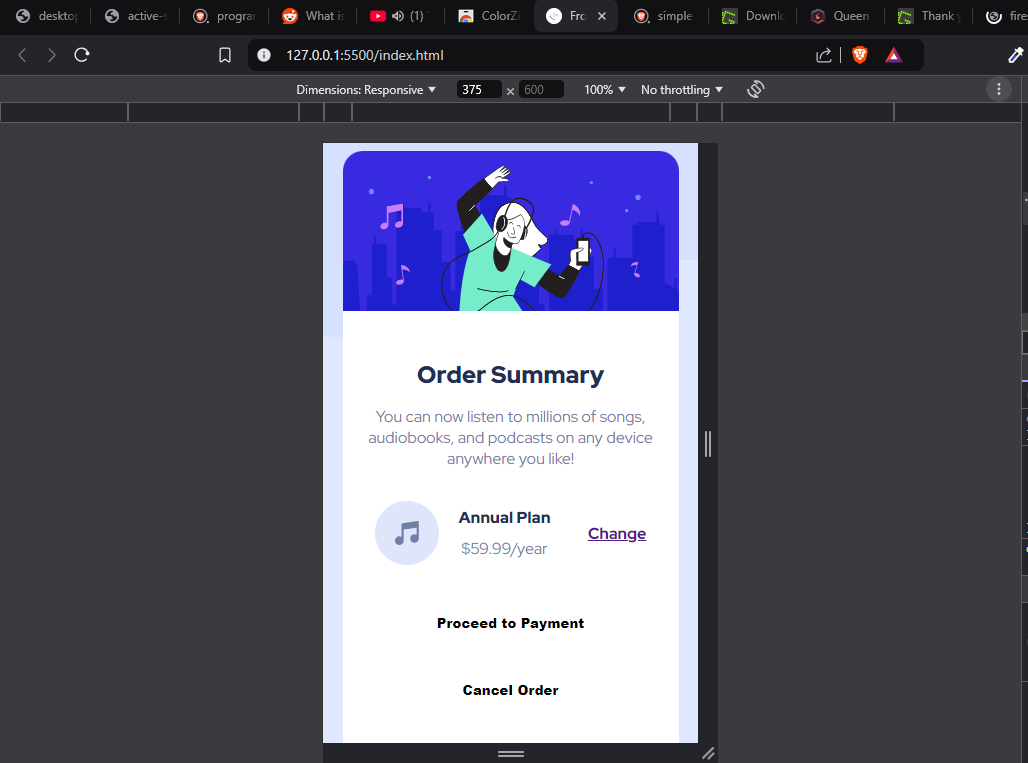 desktop
active-s
program
What is
(1)
ColorZi
Fro
simple
Downlo
Queen
Thank y
fire
127.0.0.1:5500/index.html
Dimensions: Responsive
375 × 600
100%
No throttling
Order Summary
You can now listen to millions of songs,
audiobooks, and podcasts on any device
anywhere you like!
Annual Plan
$59.99/year
Change
Proceed to Payment
Cancel Order